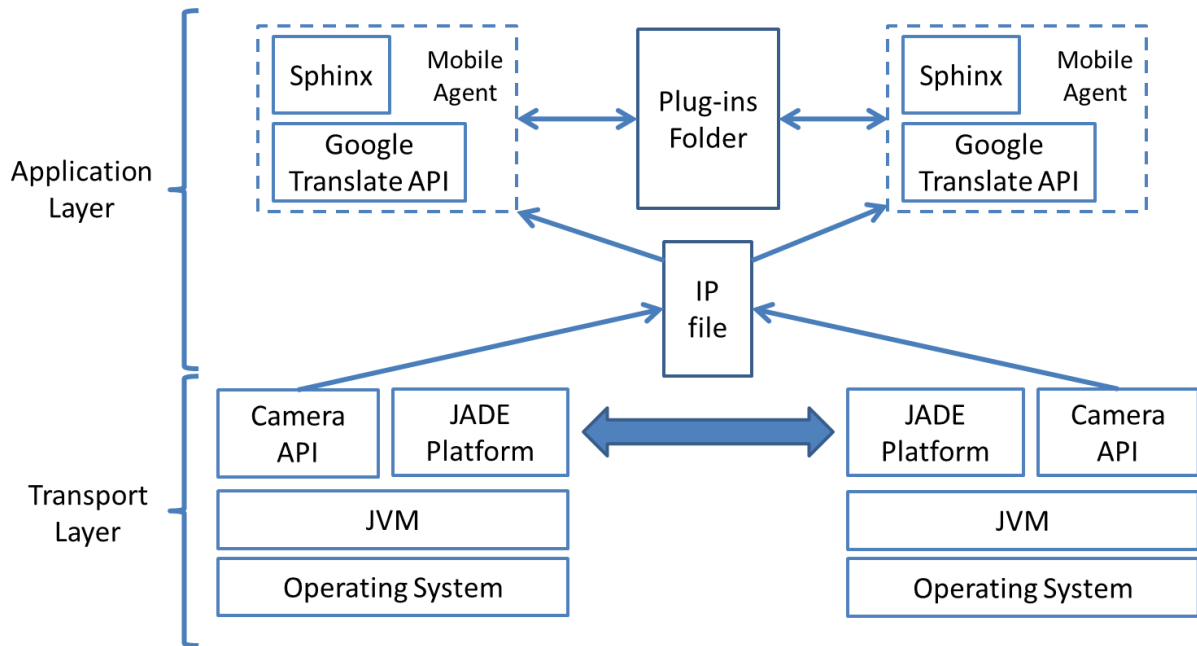 Application
Layer
Sphinx
Mobile
Agent
Google
Translate API
Plug-ins
Folder
Sphinx
Mobile
Agent
Google
Translate API
IP
file
Transport
Layer
Camera
API
JADE
Platform
JADE
Platform
Camera
API
JVM
JVM
Operating System
Operating System